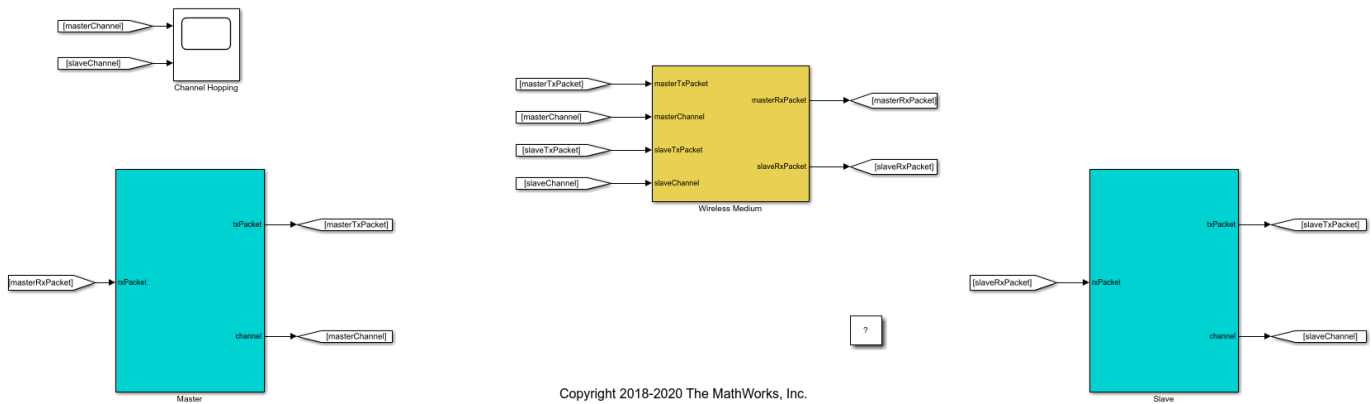 [masterChannel]
[slaveChannel]
Channel Hopping
[masterTxPacket]
[masterChannel]
[slaveTxPacket]
[slaveChannel]
masterTxPacket
masterChannel
slaveTxPacket
slaveChannel
masterRxPacket
slaveRxPacket
[masterRxPacket]
[slaveRxPacket]
Wireless Medium
[masterRxPacket]
rxPacket
txPacket
channel
[masterTxPacket]
[masterChannel]
Master
?
[slaveRxPacket]
rxPacket
txPacket
channel
[slaveTxPacket]
[slaveChannel]
Slave
Copyright 2018-2020 The MathWorks, Inc.